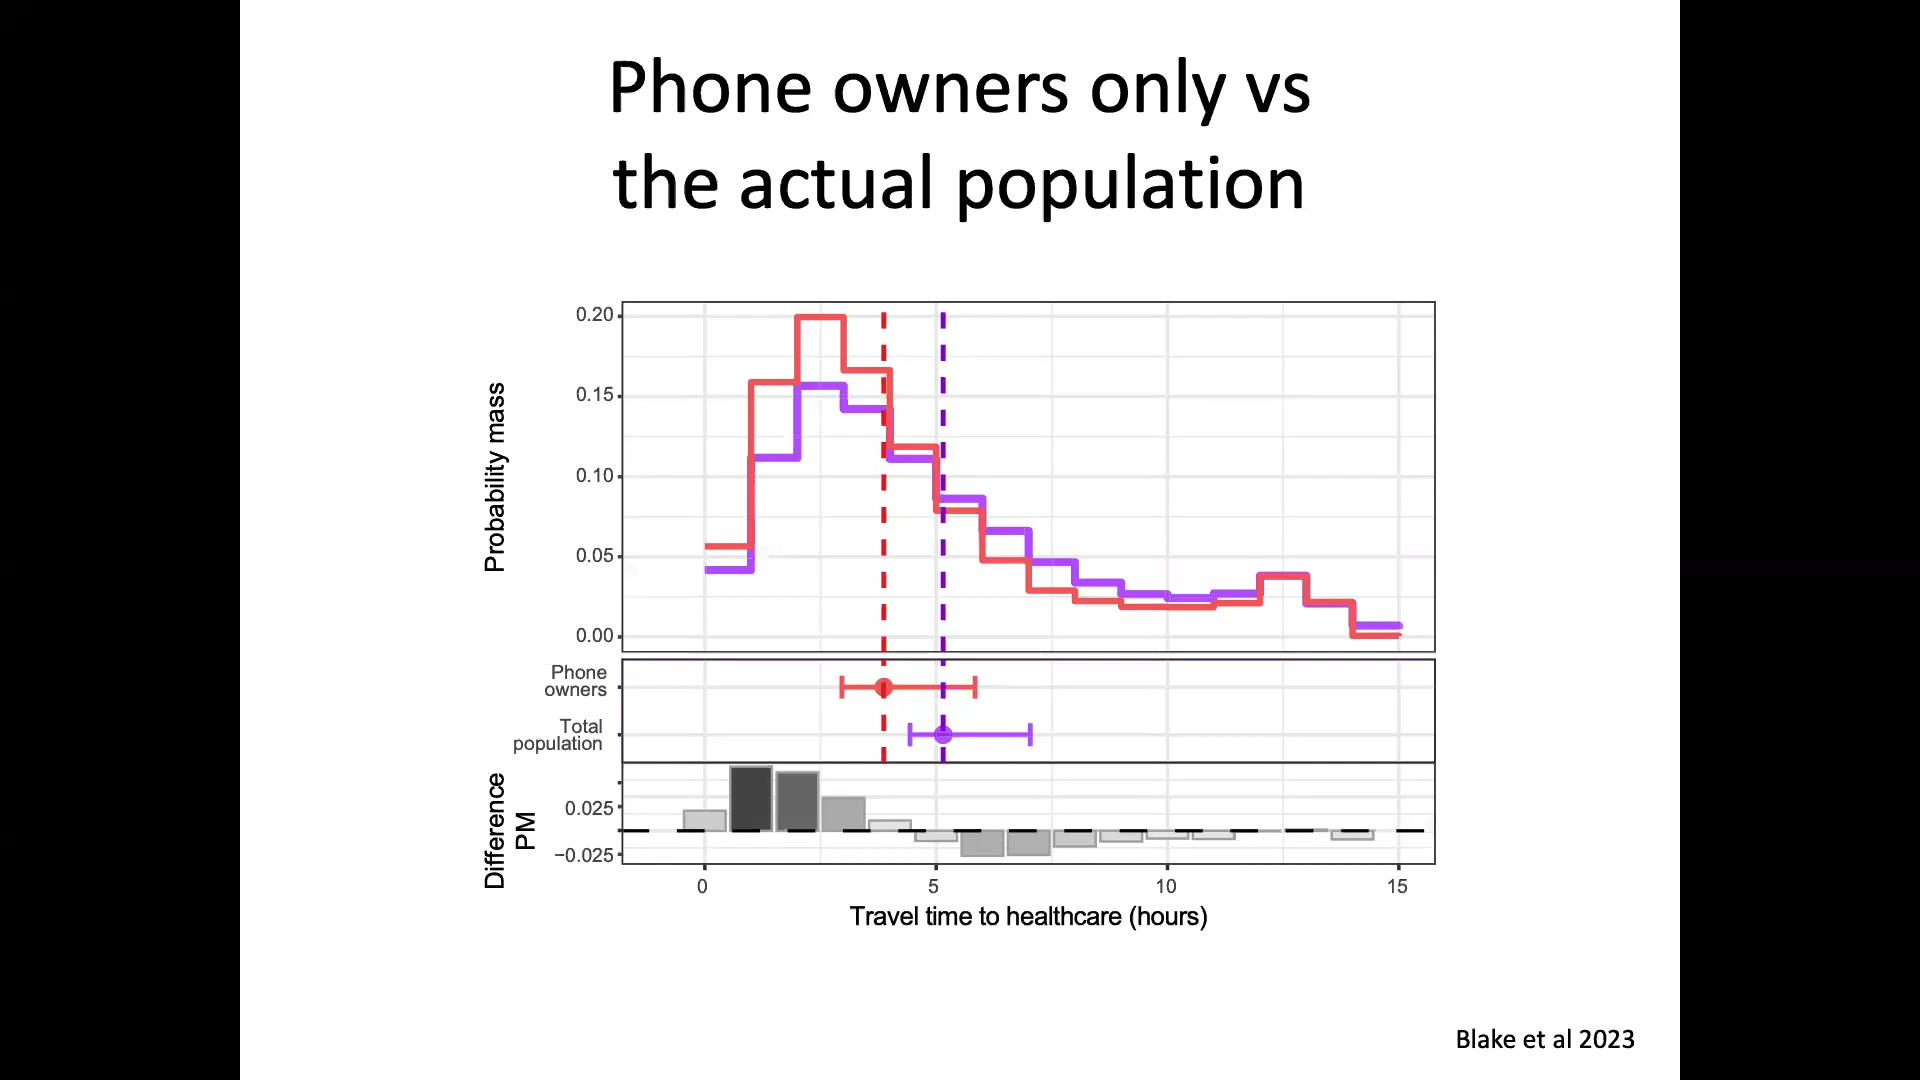 Phone owners only vs
the actual population
Probability mass
0.20
0.15
0.10
0.05
0.00
Phone
owners
Total
population
Difference
PM
0.025
−0.025
0
5
10
15
Travel time to healthcare (hours)
Blake et al 2023